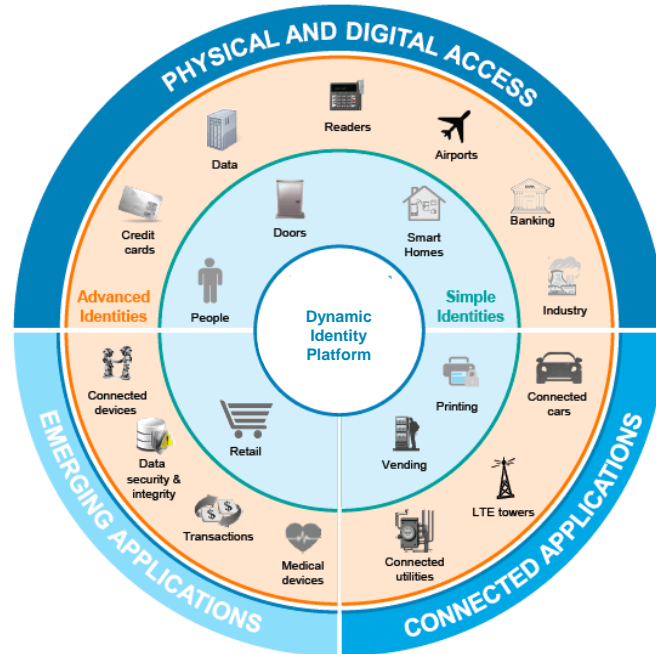 PHYSICAL AND DIGITAL ACCESS
Readers
Airports
Data
Banking
Credit
cards
Doors
Smart
Homes
Industry
People
Advanced
Identities
Simple
Identities
Dynamic
Identity
Platform
Connected
devices
Printing
Connected
cars
Retail
Vending
Data
security &
integrity
LTE towers
Transactions
Medical
devices
Connected
utilities
EMERGING APPLICATIONS
CONNECTED APPLICATIONS